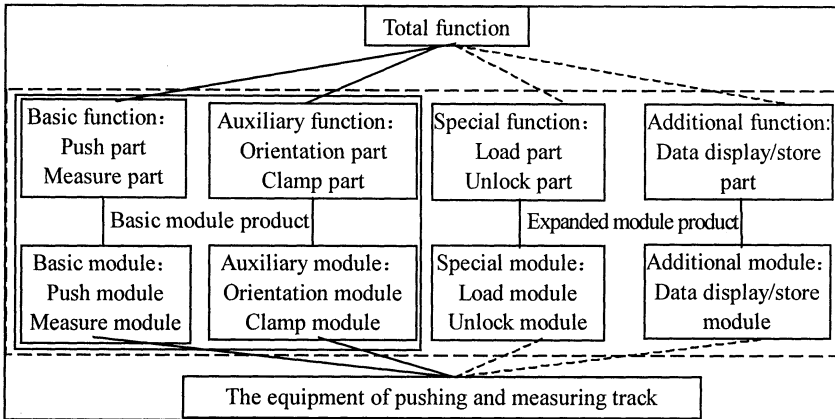 Total function
Basic function:
Push part
Measure part
Auxiliary function:
Orientation part
Clamp part
Special function:
Load part
Unlock part
Additional function:
Data display/store
part
Basic module product
Expanded module product
Basic module:
Push module
Measure module
Auxiliary module:
Orientation module
Clamp module
Special module:
Load module
Unlock module
Additional module:
Data display/store
module
The equipment of pushing and measuring track